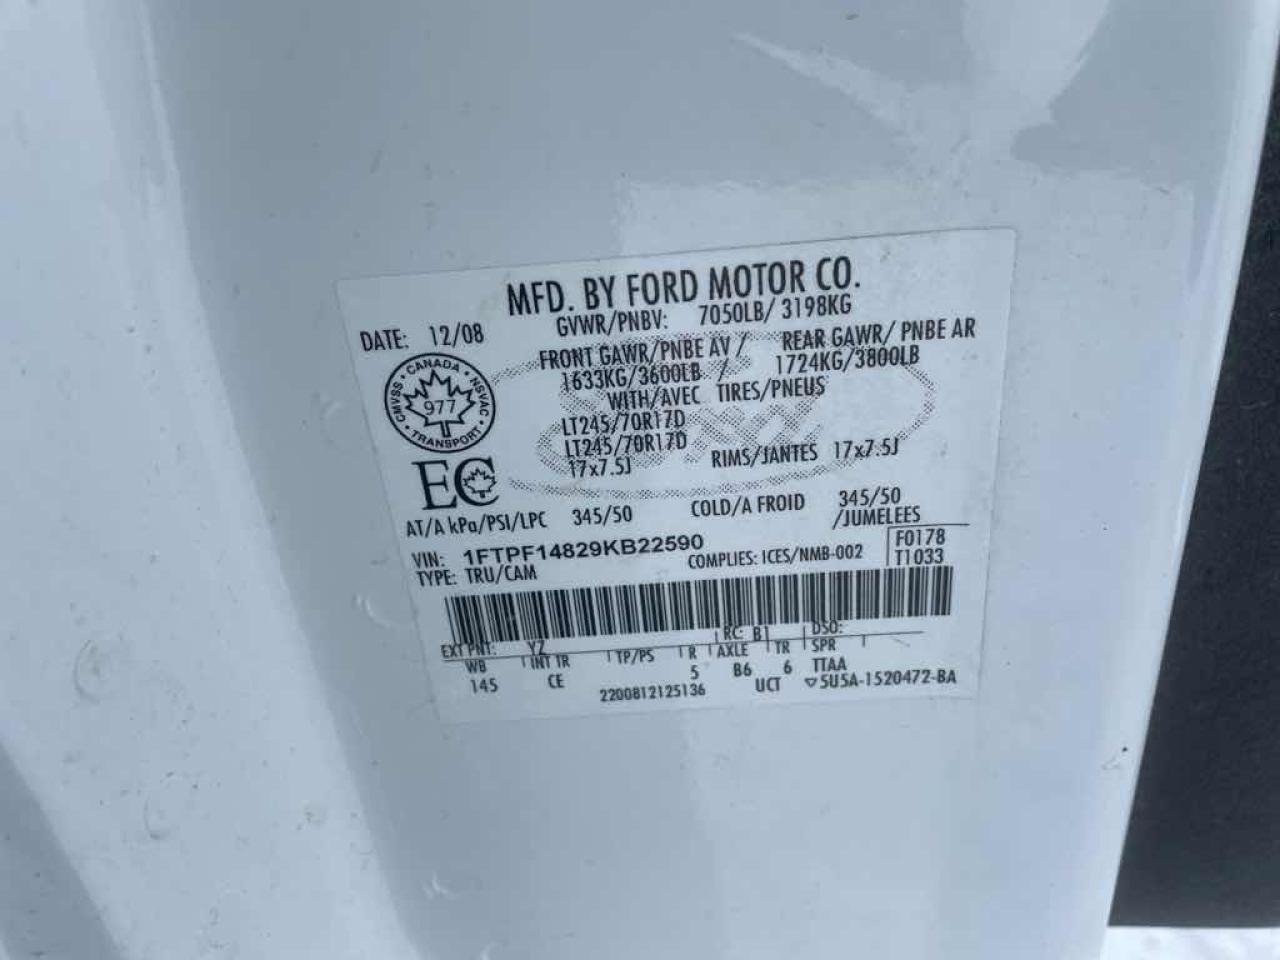 MFD. BY FORD MOTOR CO.
DATE: 12/08
GVWR/PNBV: 7050LB/ 3198KG
FRONT GAWR/PNBE AV / REAR GAWR/ PNBE AR
1633KG/3600LB / 1724KG/3800LB
WITH/AVEC TIRES/PNEUS
LT245/70R17D
LT245/70R17D
17x7.5J RIMS/JANTES 17x7.5J
CMVSS • CANADA • NSVAC • TRANSPORT •
977
EC
AT/A kPa/PSI/LPC 345/50 COLD/A FROID 345/50
/JUMELEES
VIN: 1FTPF14829KB22590
COMPLIES: ICES/NMB-002
F0178
T1033
TYPE: TRU/CAM
EXT PNT: YZ RC: B1 DSO:
WB INT TR TP/PS R AXLE TR SPR
145 CE 5 B6 6 TTAA
2200812125136 UCT ▽5U5A-1520472-BA